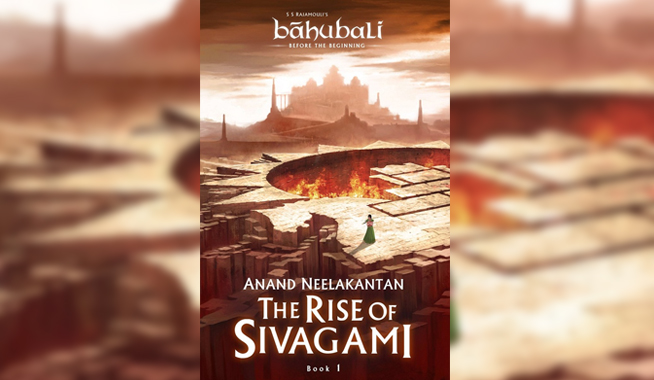 S S RAJAMOULI'S
bāhubali
BEFORE THE BEGINNING
ANAND NEELAKANTAN
THE RISE OF
SIVAGAMI
Book 1